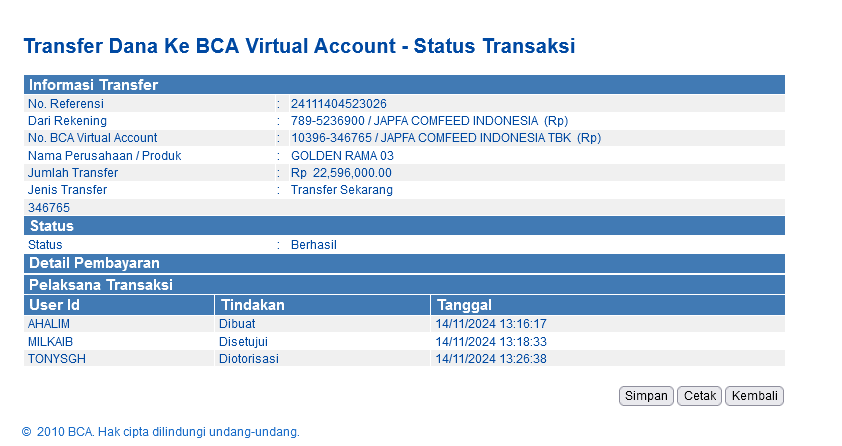 Transfer Dana Ke BCA Virtual Account - Status Transaksi
Informasi Transfer
No. Referensi : 24111404523026
Dari Rekening : 789-5236900 / JAPFA COMFEED INDONESIA (Rp)
No. BCA Virtual Account : 10396-346765 / JAPFA COMFEED INDONESIA TBK (Rp)
Nama Perusahaan / Produk : GOLDEN RAMA 03
Jumlah Transfer : Rp 22,596,000.00
Jenis Transfer : Transfer Sekarang
346765
Status
Status : Berhasil
Detail Pembayaran
Pelaksana Transaksi
User Id Tindakan Tanggal
AHALIM Dibuat 14/11/2024 13:16:17
MILKAIB Disetujui 14/11/2024 13:18:33
TONYSGH Diotorisasi 14/11/2024 13:26:38
Simpan Cetak Kembali
© 2010 BCA. Hak cipta dilindungi undang-undang.